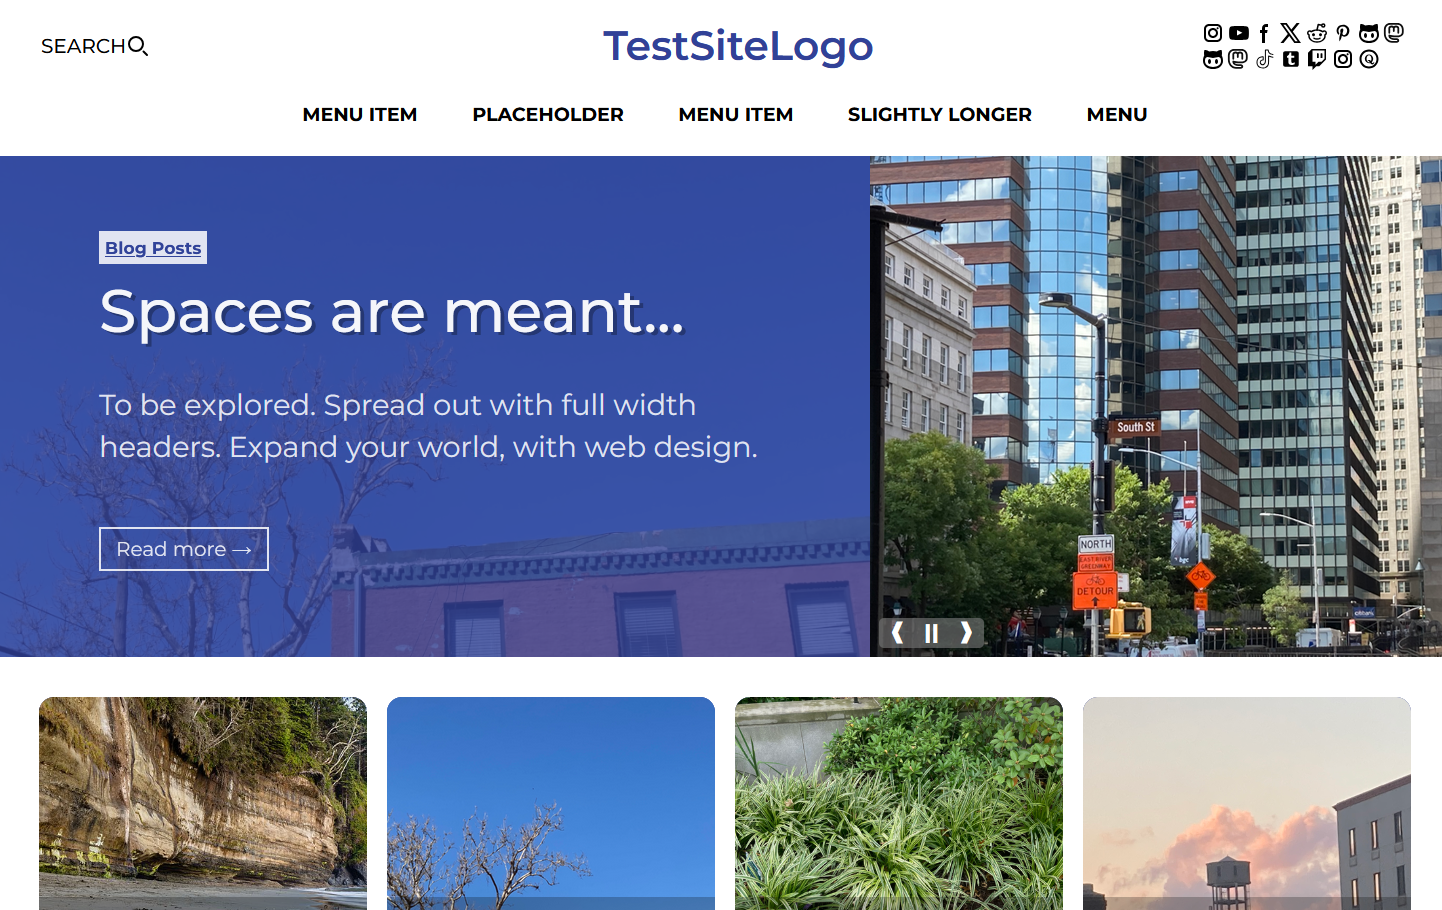 SEARCH
TestSiteLogo
MENU ITEM PLACEHOLDER MENU ITEM SLIGHTLY LONGER MENU
Blog Posts
Spaces are meant...
To be explored. Spread out with full width
headers. Expand your world, with web design.
Read more →
South St
NORTH
EAST RIVER
GREENWAY
DETOUR